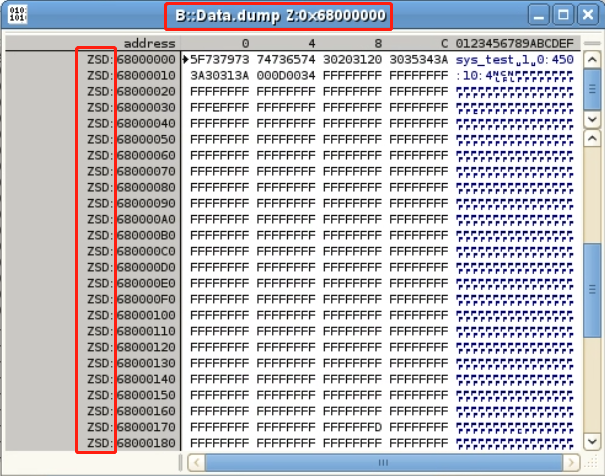 B::Data.dump Z:0x68000000
address 0 4 8 C 0123456789ABCDEF
ZSD:68000000 5F737973 74736574 30203120 3035343A sys_test␣1␣0:450
ZSD:68000010 3A30313A 000D0034 FFFFFFFF FFFFFFFF :10:4
ZSD:68000020 FFFFFFFF FFFFFFFF FFFFFFFF FFFFFFFF
ZSD:68000030 FFFEFFFF FFFFFFFF FFFFFFFF FFFFFFFF
ZSD:68000040 FFFFFFFF FFFFFFFF FFFFFFFF FFFFFFFF
ZSD:68000050 FFFFFFFF FFFFFFFF FFFFFFFF FFFFFFFF
ZSD:68000060 FFFFFFFF FFFFFFFF FFFFFFFF FFFFFFFF
ZSD:68000070 FFFFFFFF FFFFFFFF FFFFFFFF FFFFFFFF
ZSD:68000080 FFFFFFFF FFFFFFFF FFFFFFFF FFFFFFFF
ZSD:68000090 FFFFFFFF FFFFFFFF FFFFFFFF FFFFFFFF
ZSD:680000A0 FFFFFFFF FFFFFFFF FFFFFFFF FFFFFFFF
ZSD:680000B0 FFFFFFFF FFFFFFFF FFFFFFFF FFFFFFFF
ZSD:680000C0 FFFFFFFF FFFFFFFF FFFFFFFF FFFFFFFF
ZSD:680000D0 FFFFFFFF FFFFFFFF FFFFFFFF FFFFFFFF
ZSD:680000E0 FFFFFFFF FFFFFFFF FFFFFFFF FFFFFFFF
ZSD:680000F0 FFFFFFFF FFFFFFFF FFFFFFFF FFFFFFFF
ZSD:68000100 FFFFFFFF FFFFFFFF FFFFFFFF FFFFFFFF
ZSD:68000110 FFFFFFFF FFFFFFFF FFFFFFFF FFFFFFFF
ZSD:68000120 FFFFFFFF FFFFFFFF FFFFFFFF FFFFFFFF
ZSD:68000130 FFFFFFFF FFFFFFFF FFFFFFFF FFFFFFFF
ZSD:68000140 FFFFFFFF FFFFFFFF FFFFFFFF FFFFFFFF
ZSD:68000150 FFFFFFFF FFFFFFFF FFFFFFFF FFFFFFFF
ZSD:68000160 FFFFFFFF FFFFFFFF FFFFFFFF FFFFFFFF
ZSD:68000170 FFFFFFFF FFFFFFFF FFFFFFFD FFFFFFFF
ZSD:68000180 FFFFFFFF FFFFFFFF FFFFFFFF FFFFFFFF